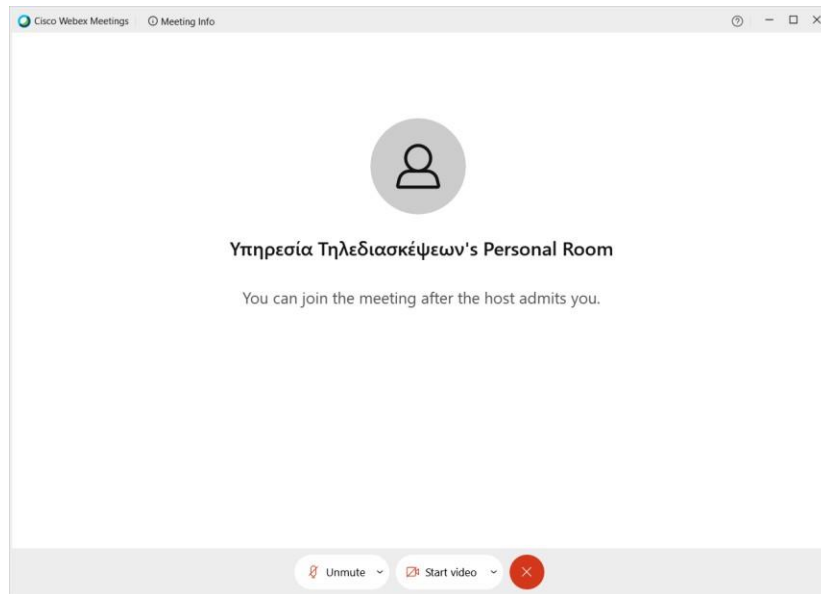 Cisco Webex Meetings Meeting Info
Υπηρεσία Τηλεδιασκέψεων's Personal Room
You can join the meeting after the host admits you.
Unmute Start video